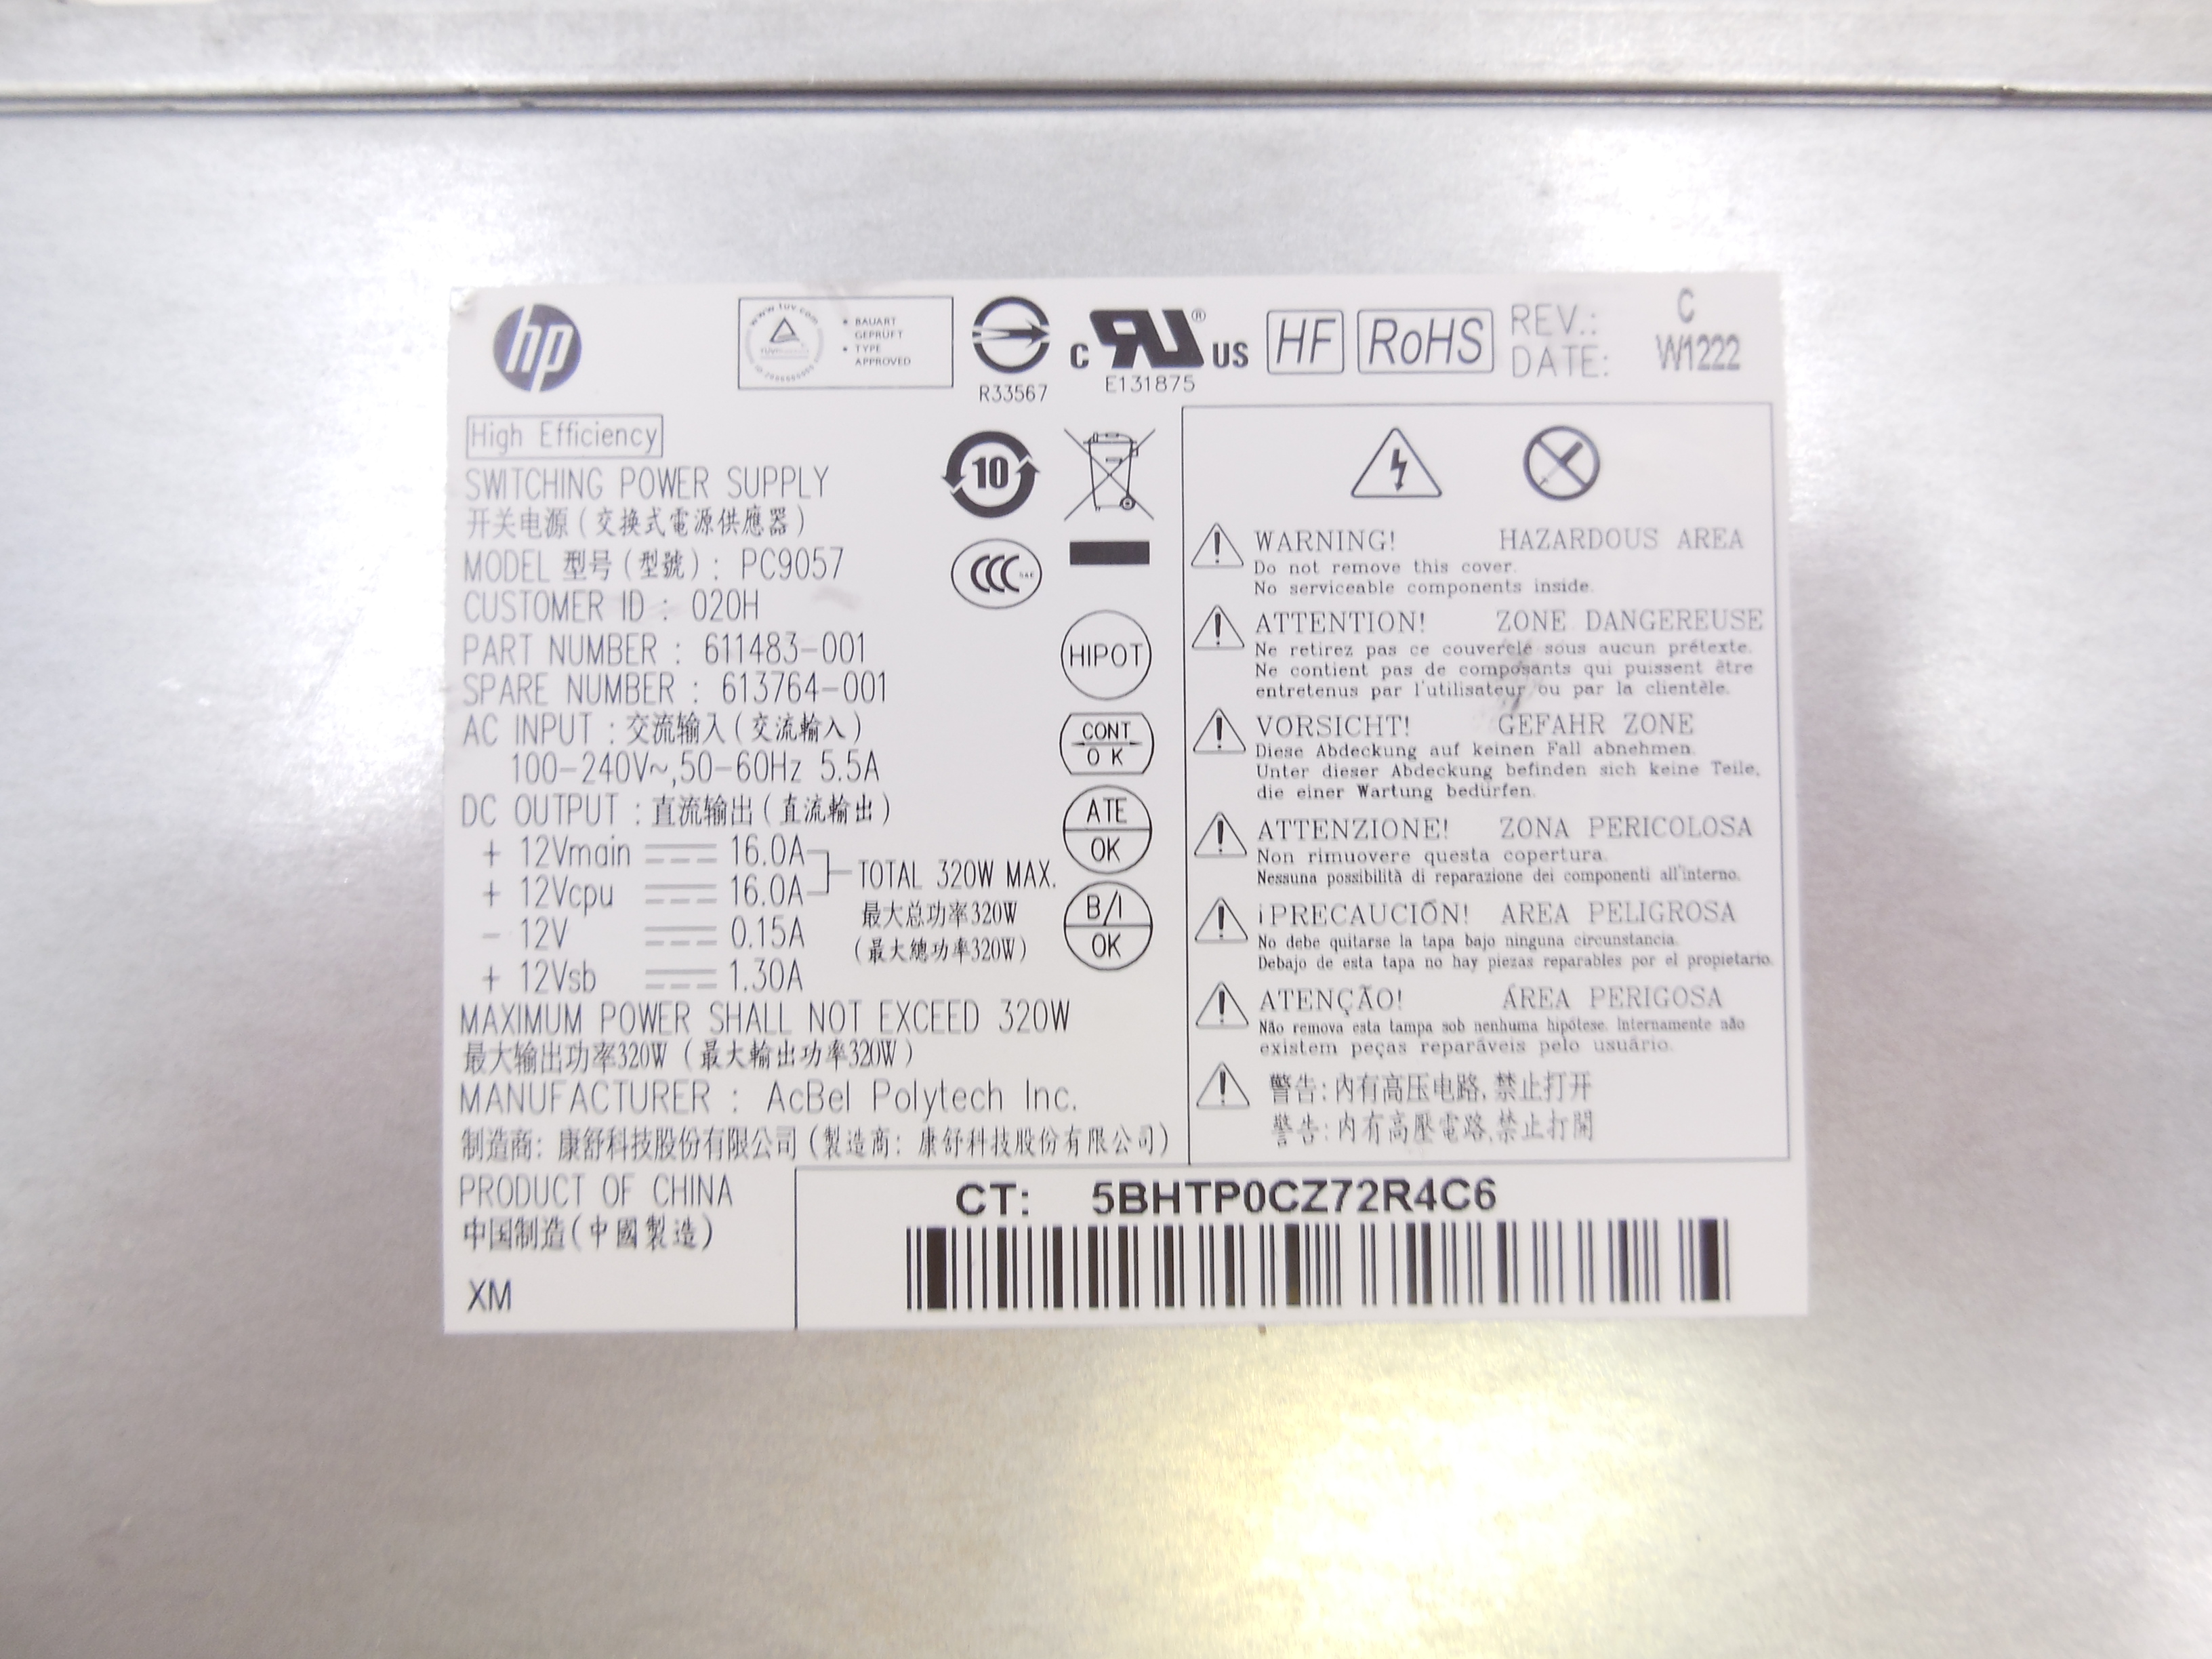 hp
www.tuv.com
• BAUART
GEPRÜFT
• TYPE
APPROVED
R33567
c RU ® US
E131875
HF
RoHS
REV.: C
DATE: W1222
High Efficiency
SWITCHING POWER SUPPLY
开关电源(交换式電源供應器)
MODEL 型号(型號): PC9057
CUSTOMER ID : 020H
PART NUMBER : 611483-001
SPARE NUMBER : 613764-001
AC INPUT : 交流输入(交流輸入)
100-240V~,50-60Hz 5.5A
DC OUTPUT : 直流输出(直流輸出)
+ 12Vmain 16.0A
+ 12Vcpu 16.0A
TOTAL 320W MAX.
最大总功率320W
(最大總功率320W)
- 12V 0.15A
+ 12Vsb 1.30A
MAXIMUM POWER SHALL NOT EXCEED 320W
最大输出功率320W(最大輸出功率320W)
MANUFACTURER : AcBel Polytech Inc.
制造商: 康舒科技股份有限公司(製造商: 康舒科技股份有限公司)
PRODUCT OF CHINA
中国制造(中國製造)
XM
10
CCC
HIPOT
CONT
OK
ATE
OK
B/I
OK
WARNING! HAZARDOUS AREA
Do not remove this cover.
No serviceable components inside.
ATTENTION! ZONE DANGEREUSE
Ne retirez pas ce couverclé sous aucun prétexte.
Ne contient pas de composants qui puissent être
entretenus par l'utilisateur ou par la clientèle.
VORSICHT! GEFAHR ZONE
Diese Abdeckung auf keinen Fall abnehmen.
Unter dieser Abdeckung befinden sich keine Teile,
die einer Wartung bedürfen.
ATTENZIONE! ZONA PERICOLOSA
Non rimuovere questa copertura.
Nessuna possibilità di reparazione dei componenti all'interno.
¡PRECAUCIÓN! AREA PELIGROSA
No debe quitarse la tapa bajo ninguna circunstancia.
Debajo de esta tapa no hay piezas reparables por el propietario.
ATENÇÃO! ÁREA PERIGOSA
Não remova esta tampa sob nenhuma hipótese. Internamente não
existem peças reparáveis pelo usuário.
警告: 内有高压电路, 禁止打开
警告: 内有高壓電路, 禁止打開
CT: 5BHTP0CZ72R4C6